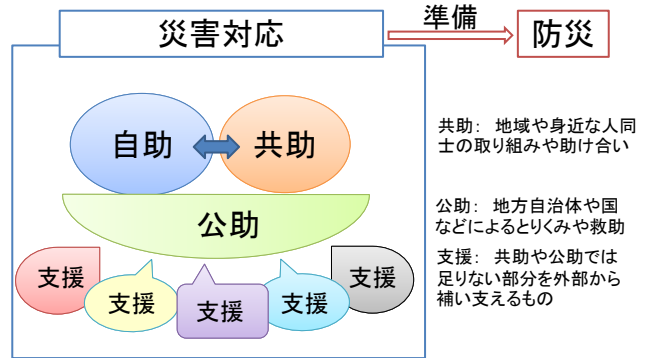 災害対応
準備
防災
自助
共助
公助
支援
支援
支援
支援
支援
共助： 地域や身近な人同
士の取り組みや助け合い
公助： 地方自治体や国
などによるとりくみや救助
支援： 共助や公助では
足りない部分を外部から
補い支えるもの